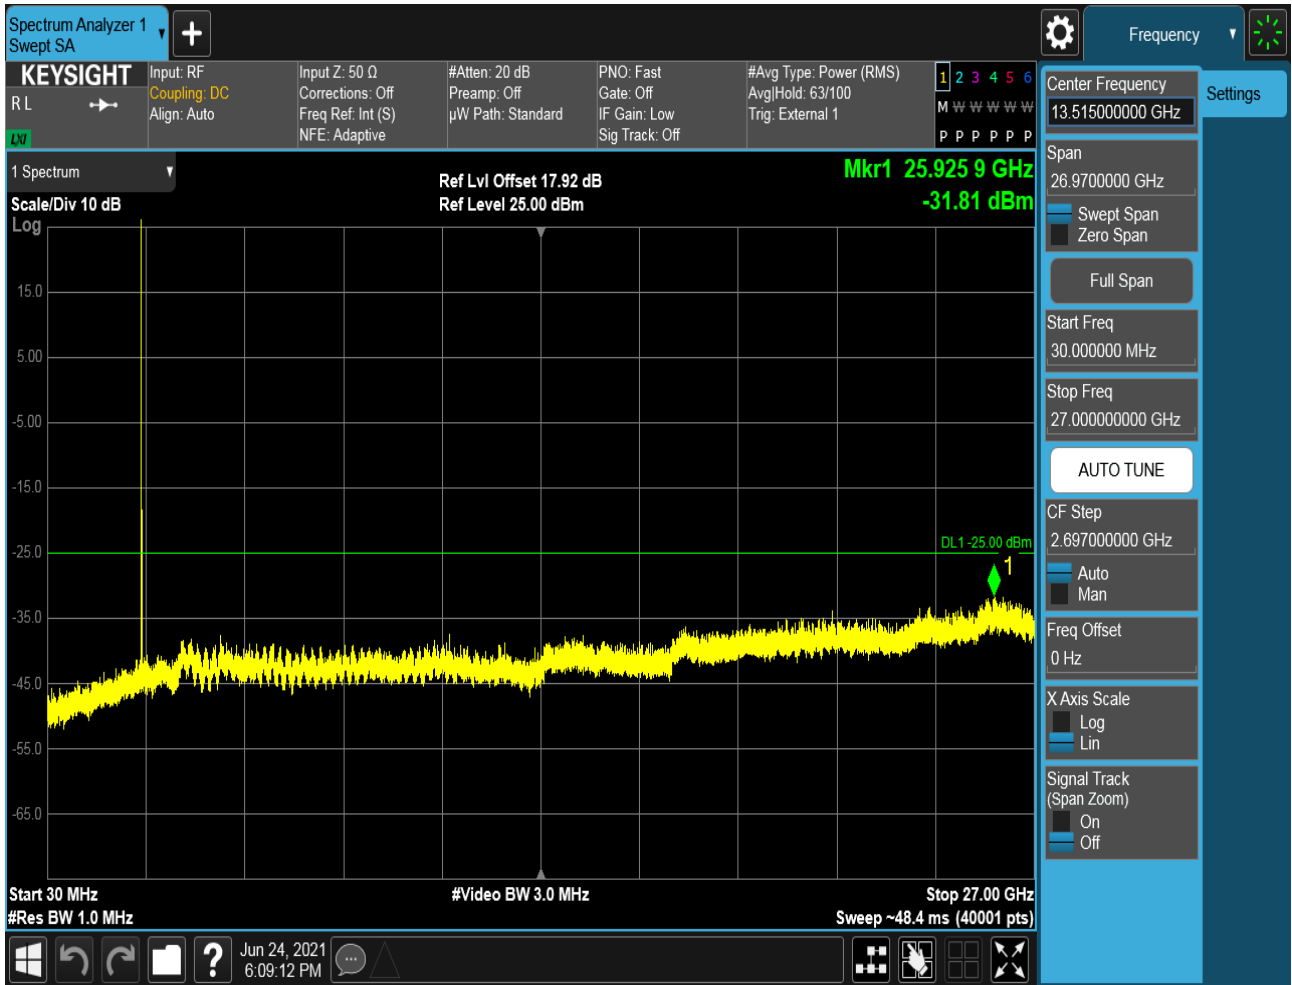 Spectrum Analyzer 1
Swept SA
+
Frequency
KEYSIGHT
R L
LXI
Input: RF
Coupling: DC
Align: Auto
Input Z: 50 Ω
Corrections: Off
Freq Ref: Int (S)
NFE: Adaptive
#Atten: 20 dB
Preamp: Off
µW Path: Standard
PNO: Fast
Gate: Off
IF Gain: Low
Sig Track: Off
#Avg Type: Power (RMS)
Avg|Hold: 63/100
Trig: External 1
1 2 3 4 5 6
M W W W W W
P P P P P P
1 Spectrum
Scale/Div 10 dB
Log
Ref Lvl Offset 17.92 dB
Ref Level 25.00 dBm
Mkr1 25.925 9 GHz
-31.81 dBm
15.0
5.00
-5.00
-15.0
-25.0
-35.0
-45.0
-55.0
-65.0
DL1 -25.00 dBm
1
Start 30 MHz
#Res BW 1.0 MHz
#Video BW 3.0 MHz
Stop 27.00 GHz
Sweep ~48.4 ms (40001 pts)
Center Frequency
13.515000000 GHz
Settings
Span
26.9700000 GHz
Swept Span
Zero Span
Full Span
Start Freq
30.000000 MHz
Stop Freq
27.000000000 GHz
AUTO TUNE
CF Step
2.697000000 GHz
Auto
Man
Freq Offset
0 Hz
X Axis Scale
Log
Lin
Signal Track
(Span Zoom)
On
Off
?
Jun 24, 2021
6:09:12 PM